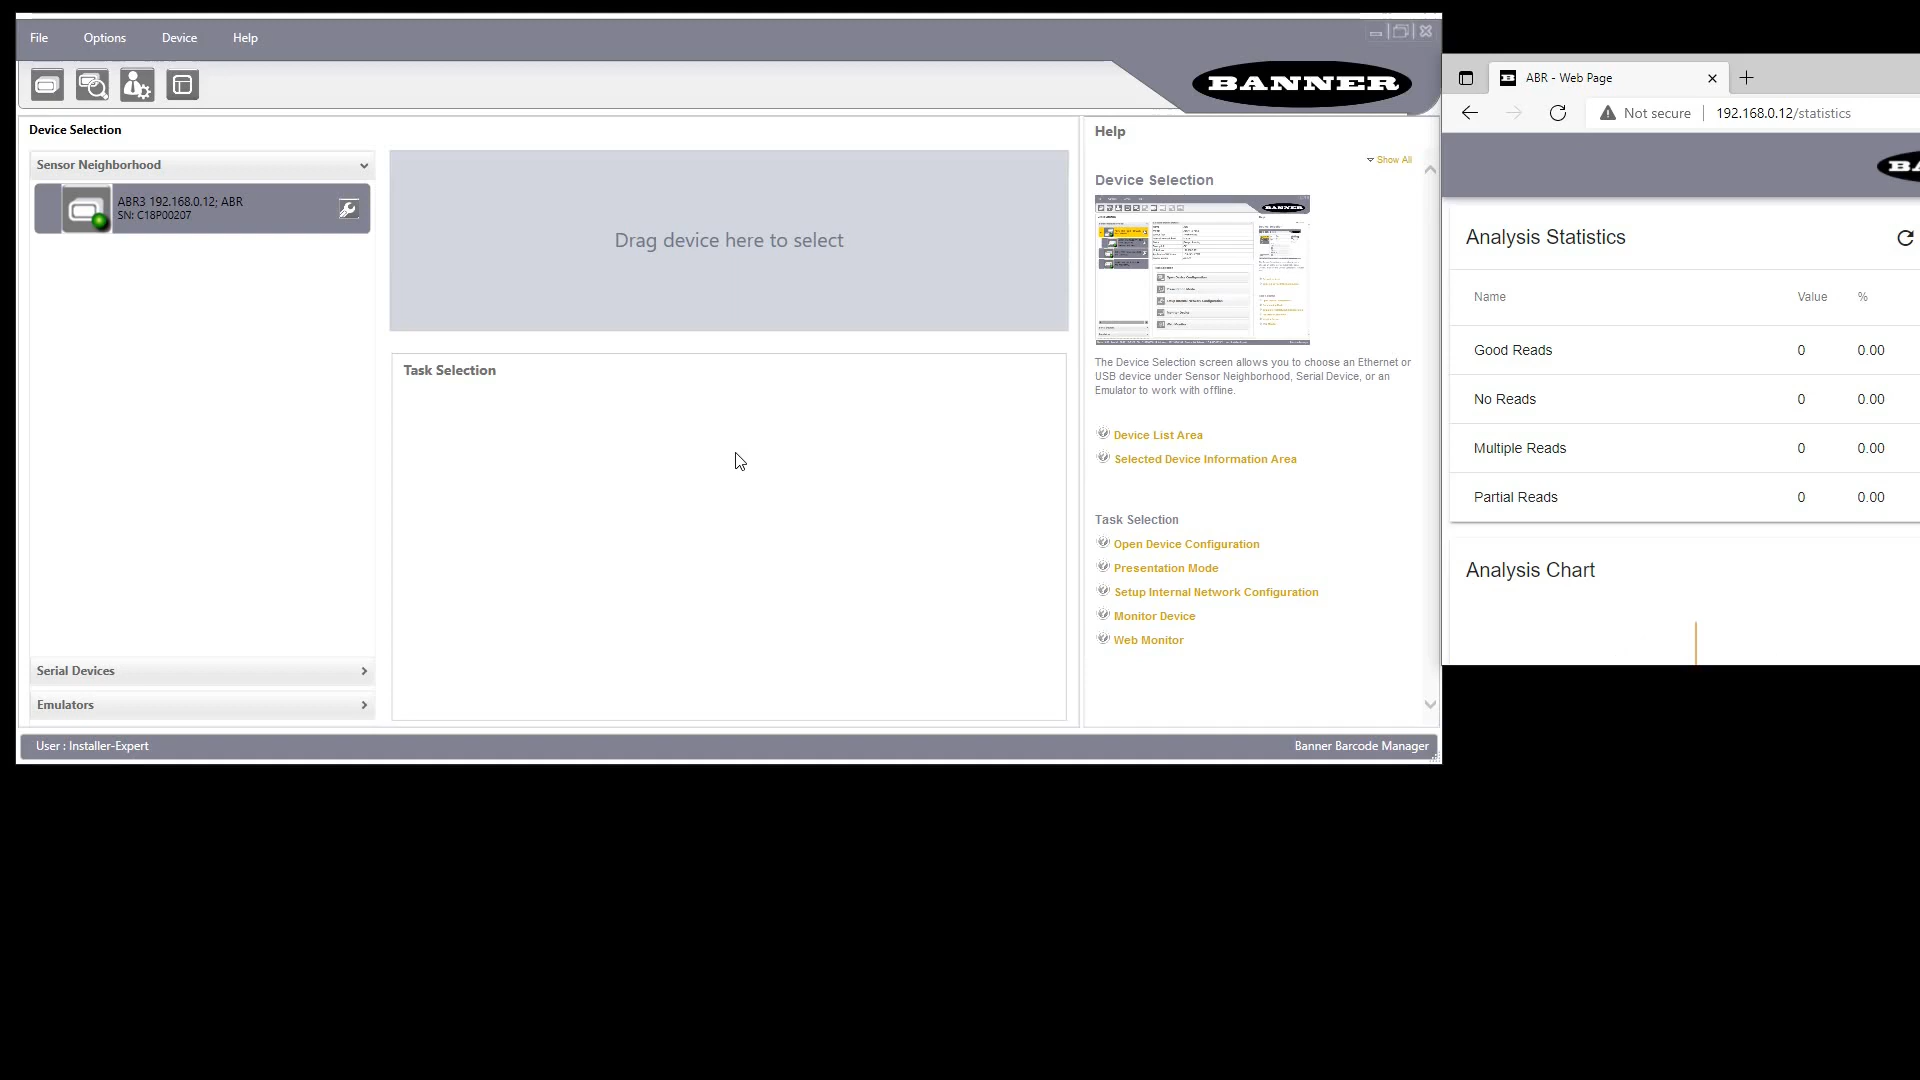 File Options Device Help
BANNER
Device Selection
Sensor Neighborhood
ABR3 192.168.0.12; ABR
SN: C18P00207
Drag device here to select
Task Selection
Serial Devices
Emulators
Help
Show All
Device Selection
The Device Selection screen allows you to choose an Ethernet or
USB device under Sensor Neighborhood, Serial Device, or an
Emulator to work with offline.
Device List Area
Selected Device Information Area
Task Selection
Open Device Configuration
Presentation Mode
Setup Internal Network Configuration
Monitor Device
Web Monitor
User : Installer-Expert
Banner Barcode Manager
ABR - Web Page
Not secure 192.168.0.12/statistics
Analysis Statistics
Name Value %
Good Reads 0 0.00
No Reads 0 0.00
Multiple Reads 0 0.00
Partial Reads 0 0.00
Analysis Chart